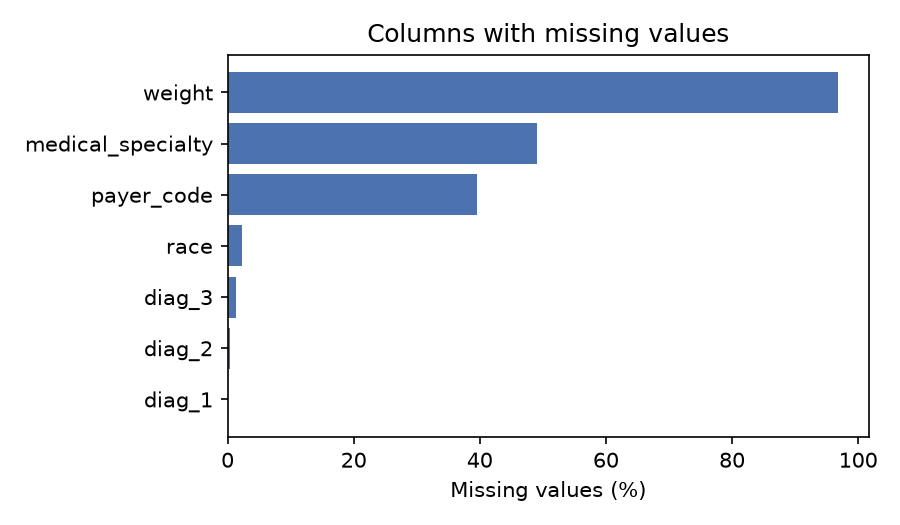 Columns with missing values
weight
medical_specialty
payer_code
race
diag_3
diag_2
diag_1
0 20 40 60 80 100
Missing values (%)